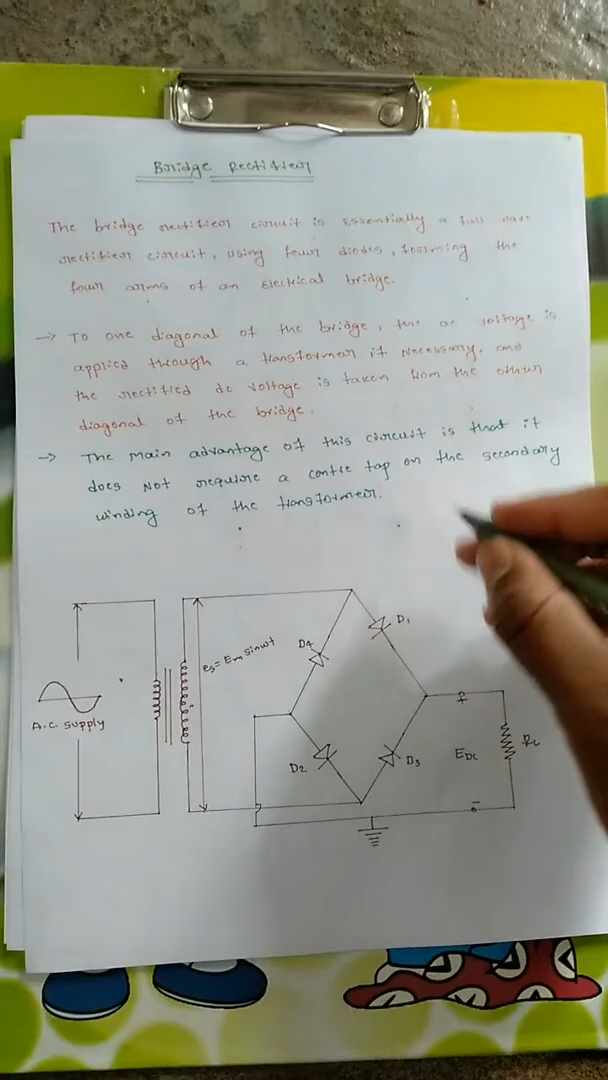 Bridge Rectifier
The bridge rectifier circuit is Essentially a full wave
rectifier circuit, using four diodes, forming the
four arms of an Electrical bridge.
→ To one diagonal of the bridge, the ac voltage is
applied through a transformer if Necessary, and
the rectified dc voltage is taken from the other
diagonal of the bridge.
→ The main advantage of this circuit is that it
does Not require a centre tap on the secondary
winding of the transformer.
D1
D4
es = Em sinωt
A.C. supply
+
RL
EDC
D2
D3
-